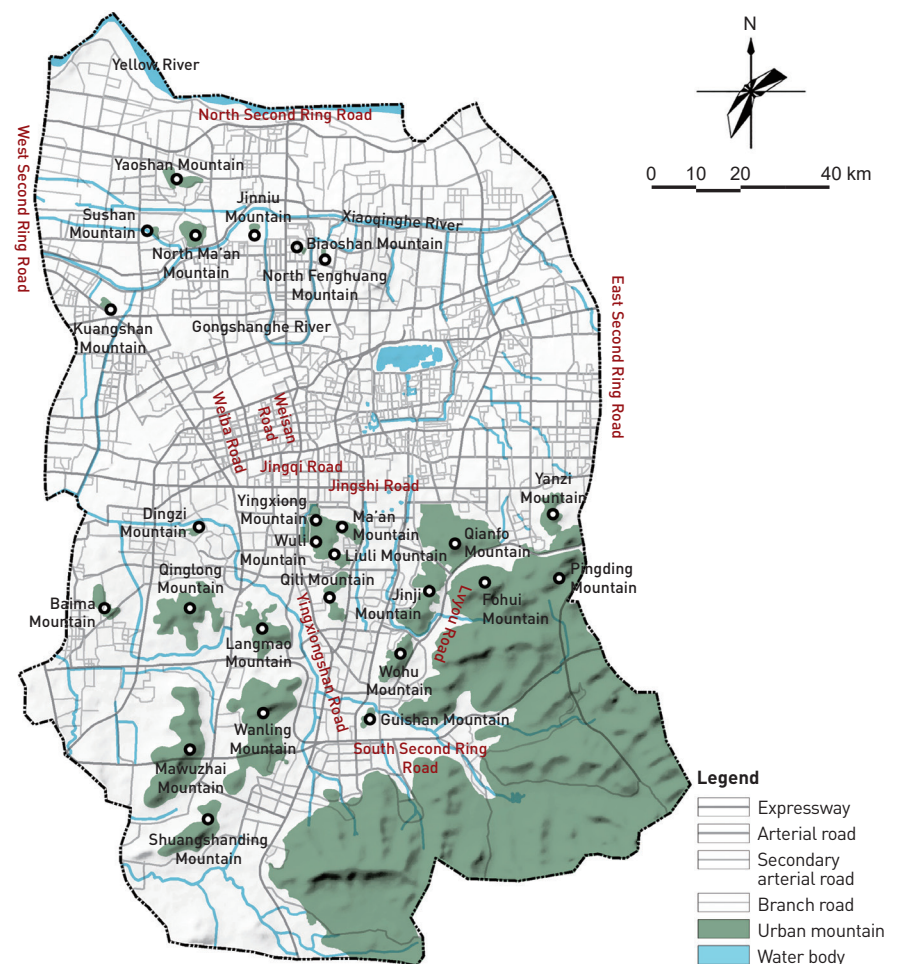 N
0 10 20 40 km
Yellow River
North Second Ring Road
West Second Ring Road
Yaoshan Mountain
Jinniu
Mountain
Sushan
Mountain
Xiaoqinghe River
North Ma'an
Mountain
Biaoshan Mountain
North Fenghuang
Mountain
East Second Ring Road
Kuangshan
Mountain
Gongshanghe River
Weiba Road
Weisan
Road
Jingqi Road
Jingshi Road
Yanzi
Mountain
Yingxiong
Mountain
Dingzi
Mountain
Ma'an
Mountain
Wuli
Mountain
Liuli Mountain
Qianfo
Mountain
Qinglong
Mountain
Qili Mountain
Jinji
Mountain
Fohui
Mountain
Pingding
Mountain
Baima
Mountain
Yingxiongshan Road
Lvyou Road
Langmao
Mountain
Wohu
Mountain
Guishan Mountain
Wanling
Mountain
South Second Ring
Road
Mawuzhai
Mountain
Shuangshanding
Mountain
Legend
Expressway
Arterial road
Secondary
arterial road
Branch road
Urban mountain
Water body